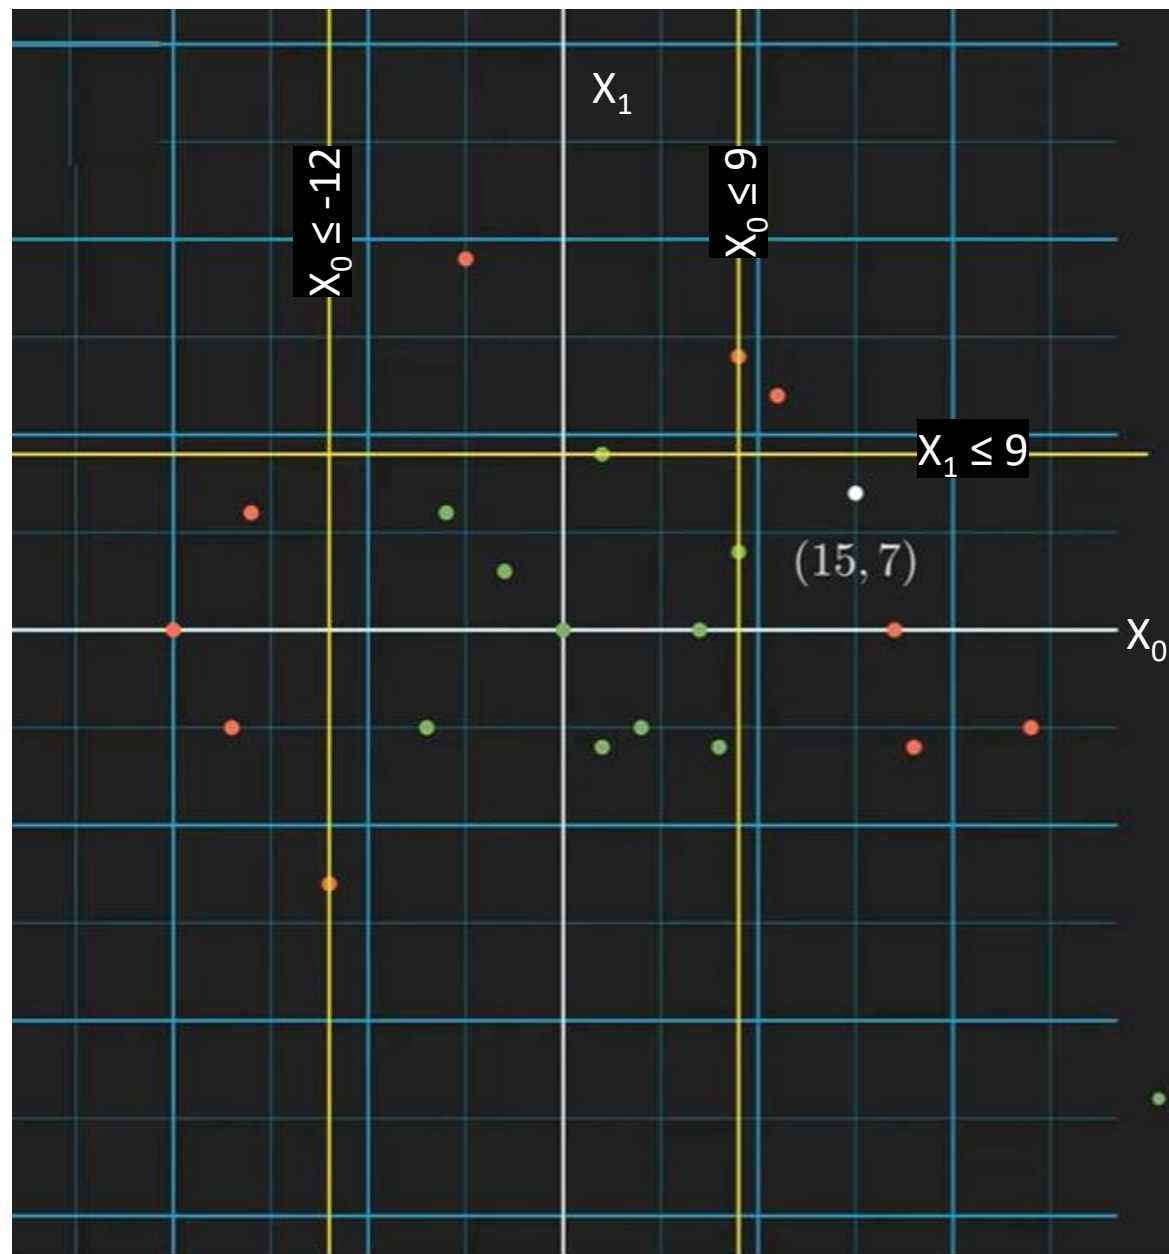 X₁
X₀ ≤ -12
X₀ ≤ 9
X₁ ≤ 9
(15, 7)
X₀